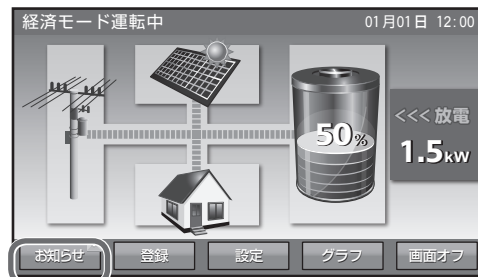 経済モード運転中
01月01日 12:00
50%
<<< 放電
1.5kw
お知らせ
登録
設定
グラフ
画面オフ